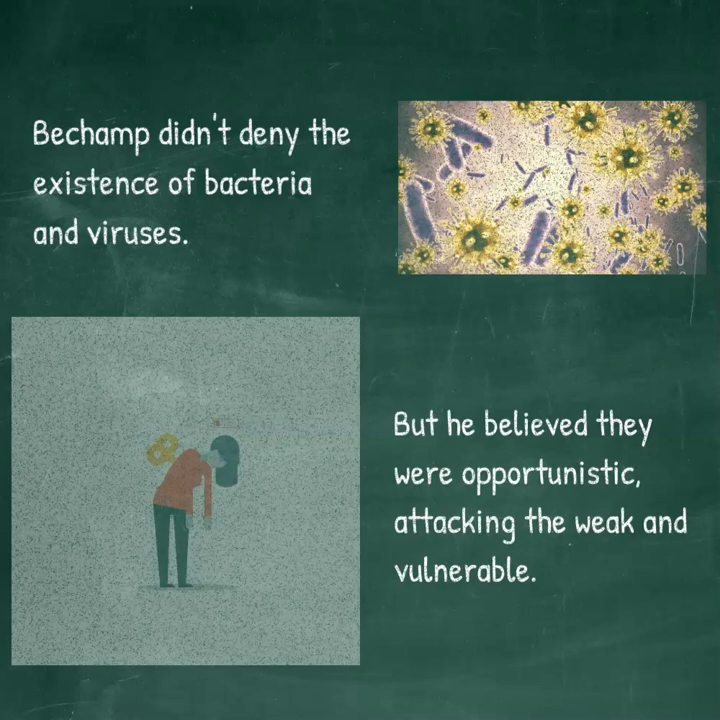 Bechamp didn't deny the
existence of bacteria
and viruses.
But he believed they
were opportunistic,
attacking the weak and
vulnerable.